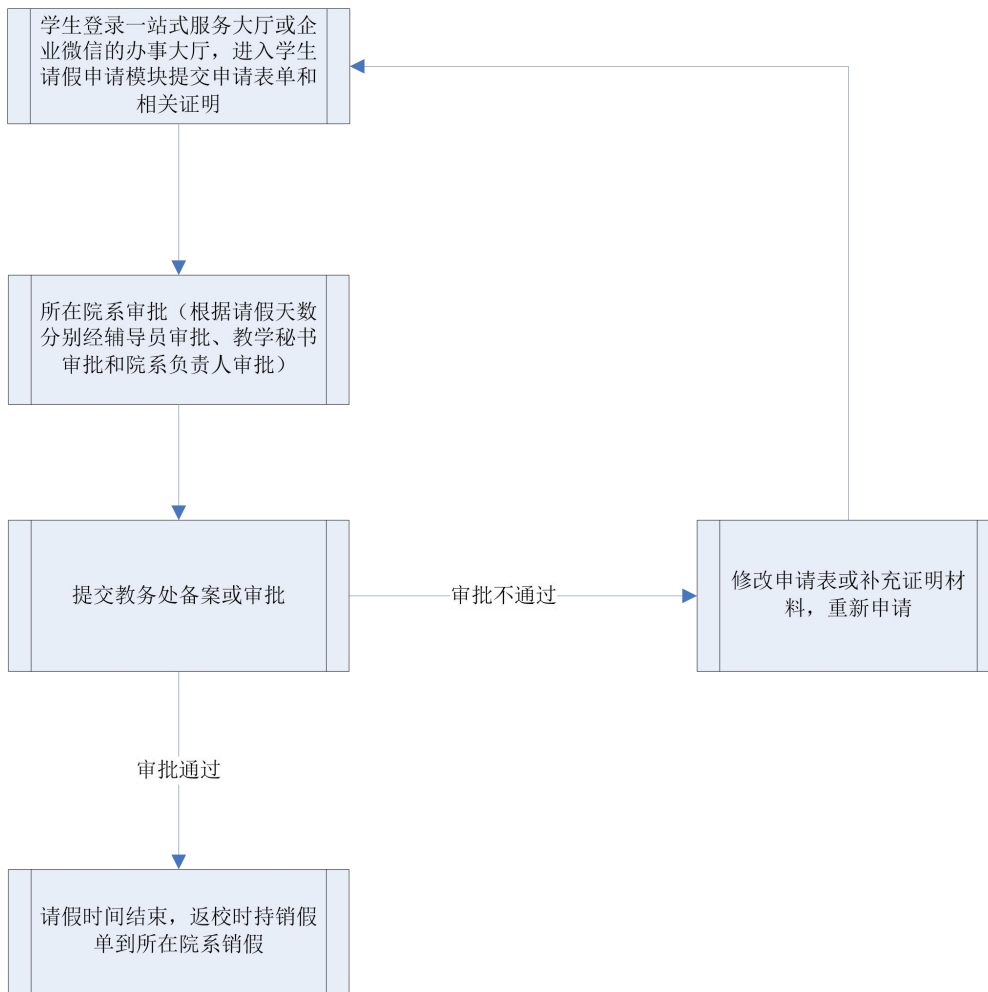 学生登录一站式服务大厅或企
业微信的办事大厅，进入学生
请假申请模块提交申请表单和
相关证明
所在院系审批（根据请假天数
分别经辅导员审批、教学秘书
审批和院系负责人审批）
提交教务处备案或审批
审批不通过
修改申请表或补充证明材
料，重新申请
审批通过
请假时间结束，返校时持销假
单到所在院系销假